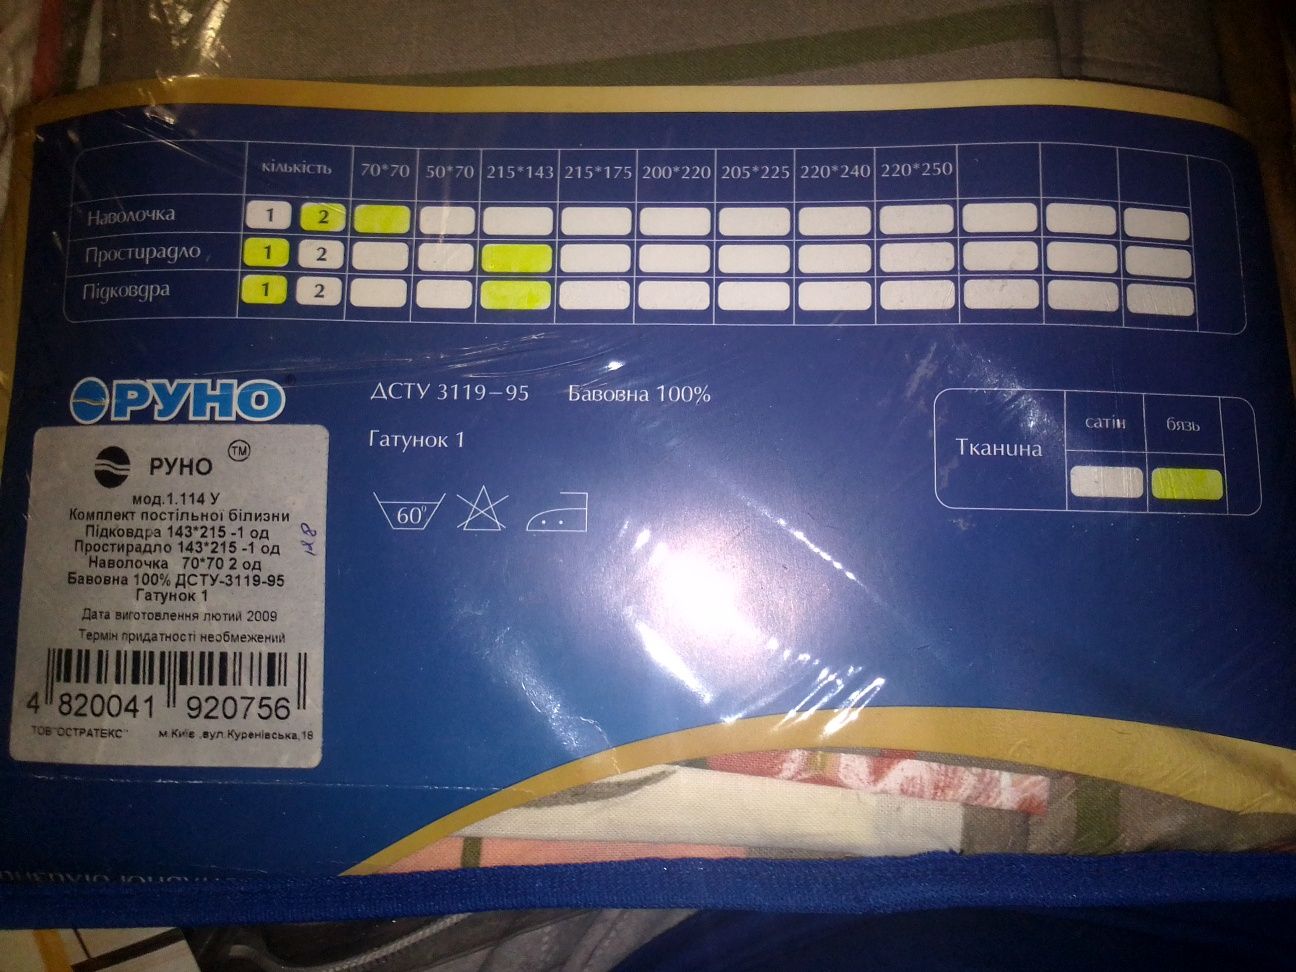 кількість 70*70 50*70 215*143 215*175 200*220 205*225 220*240 220*250
Наволочка 1 2
Простирадло 1 2
Підковдра 1 2
РУНО
ДСТУ 3119–95 Бавовна 100%
Гатунок 1
60°
Тканина сатін бязь
РУНО ТМ
мод.1.114 У
Комплект постільної білизни
Підковдра 143*215 -1 од
Простирадло 143*215 -1 од
Наволочка 70*70 2 од
Бавовна 100% ДСТУ-3119-95
Гатунок 1
Дата виготовлення лютий 2009
Термін придатності необмежений
4 820041 920756
ТОВ"ОСТРАТЕКС" м.Київ ,вул.Куренівська,18